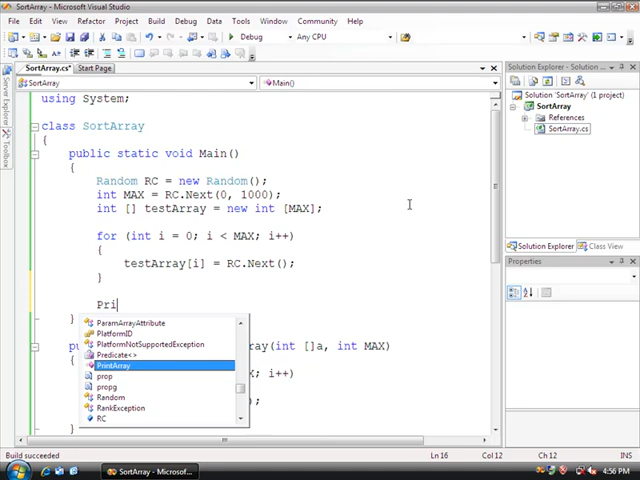 SortArray - Microsoft Visual Studio
File Edit View Refactor Project Build Debug Data Tools Window Community Help
Debug Any CPU
SortArray.cs* Start Page
SortArray Main()
using System;
class SortArray
{
public static void Main()
{
Random RC = new Random();
int MAX = RC.Next(0, 1000);
int [] testArray = new int [MAX];
for (int i = 0; i < MAX; i++)
{
testArray[i] = RC.Next();
}
Pri
}
ParamArrayAttribute
PlatformID
PlatformNotSupportedException
Predicate<>
PrintArray
prop
propg
Random
RankException
RC
(int []a, int MAX)
{
i++)
);
}
Server Explorer
Toolbox
Solution Explorer - Solution 'SortArray'
Solution 'SortArray' (1 project)
SortArray
References
SortArray.cs
Solution Explorer Class View
Properties
Build succeeded Ln 16 Col 12 Ch 12 INS
SortArray - Microsof... 4:56 PM